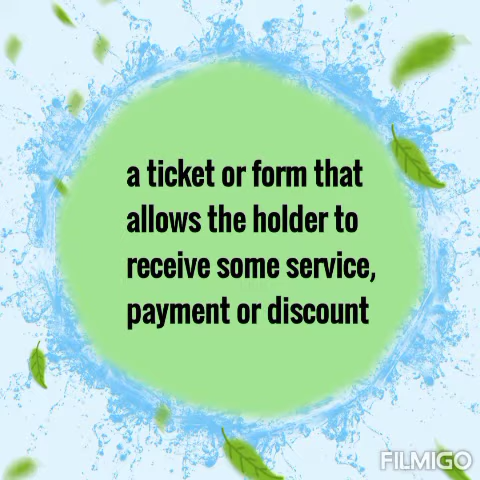 a ticket or form that
allows the holder to
receive some service,
payment or discount
FILMIGO